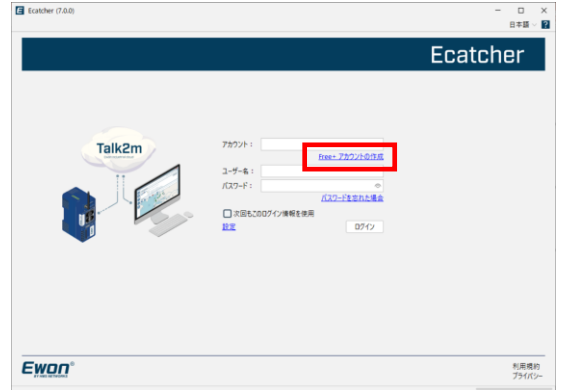 Ecatcher (7.0.0)
日本語
Ecatcher
Talk2m
アカウント：
Free+ アカウントの作成
ユーザー名：
パスワード：
パスワードを忘れた場合
次回もこのログイン情報を使用
設定
ログイン
Ewon®
BY HMS NETWORKS
利用規約
プライバシー